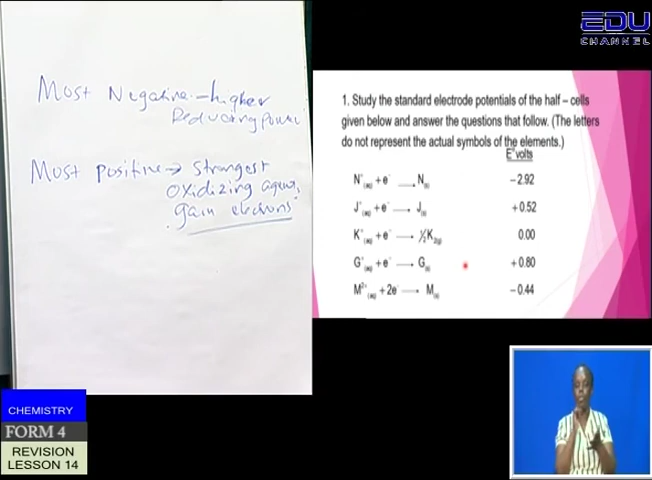 EDU
CHANNEL
Most Negative - higher
Reducing power
Most positive → Strongest
oxidizing agent,
gain electrons
1. Study the standard electrode potentials of the half – cells
given below and answer the questions that follow. (The letters
do not represent the actual symbols of the elements.)
E° volts
N⁺(aq) + e⁻ → N(s) −2.92
J⁺(aq) + e⁻ → J(s) +0.52
K⁺(aq) + e⁻ → ½K2(g) 0.00
G⁺(aq) + e⁻ → G(s) +0.80
M²⁺(aq) + 2e⁻ → M(s) −0.44
CHEMISTRY
FORM 4
REVISION
LESSON 14